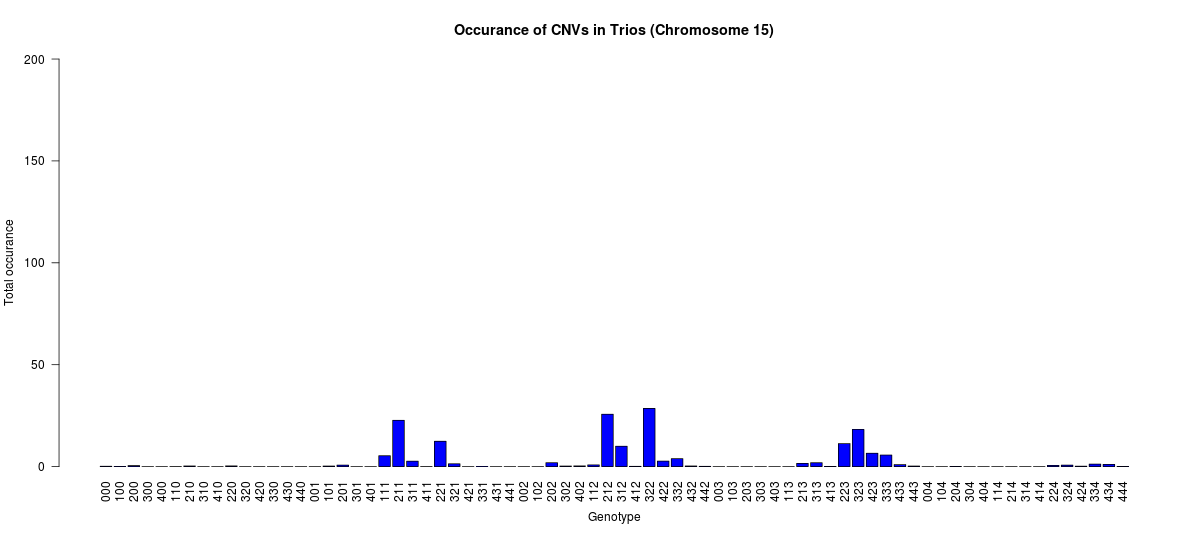 Occurance of CNVs in Trios (Chromosome 15)
200
150
100
50
0
Total occurance
000 100 200 300 400 110 210 310 410 220 320 420 330 430 440 001 101 201 301 401 111 211 311 411 221 321 421 331 431 441 002 102 202 302 402 112 212 312 412 322 422 332 432 442 003 103 203 303 403 113 213 313 413 223 323 423 333 433 443 004 104 204 304 404 114 214 314 414 224 324 424 334 434 444
Genotype